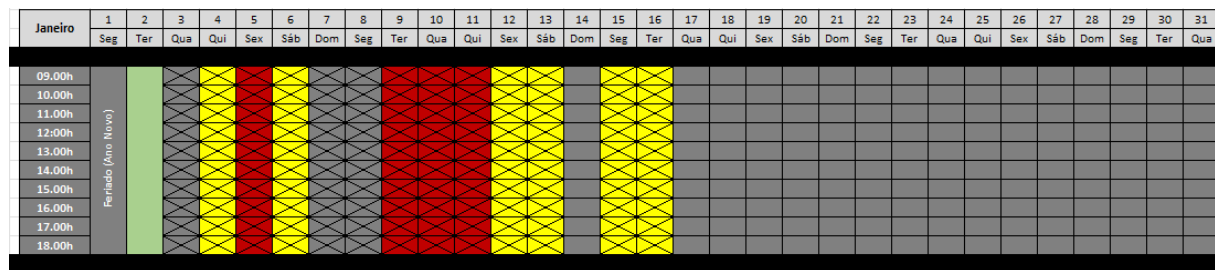 Janeiro
1 2 3 4 5 6 7 8 9 10 11 12 13 14 15 16 17 18 19 20 21 22 23 24 25 26 27 28 29 30 31
Seg Ter Qua Qui Sex Sáb Dom Seg Ter Qua Qui Sex Sáb Dom Seg Ter Qua Qui Sex Sáb Dom Seg Ter Qua Qui Sex Sáb Dom Seg Ter Qua
09.00h
10.00h
11.00h
12:00h
13.00h
14.00h
15.00h
16.00h
17.00h
18.00h
Feriado (Ano Novo)